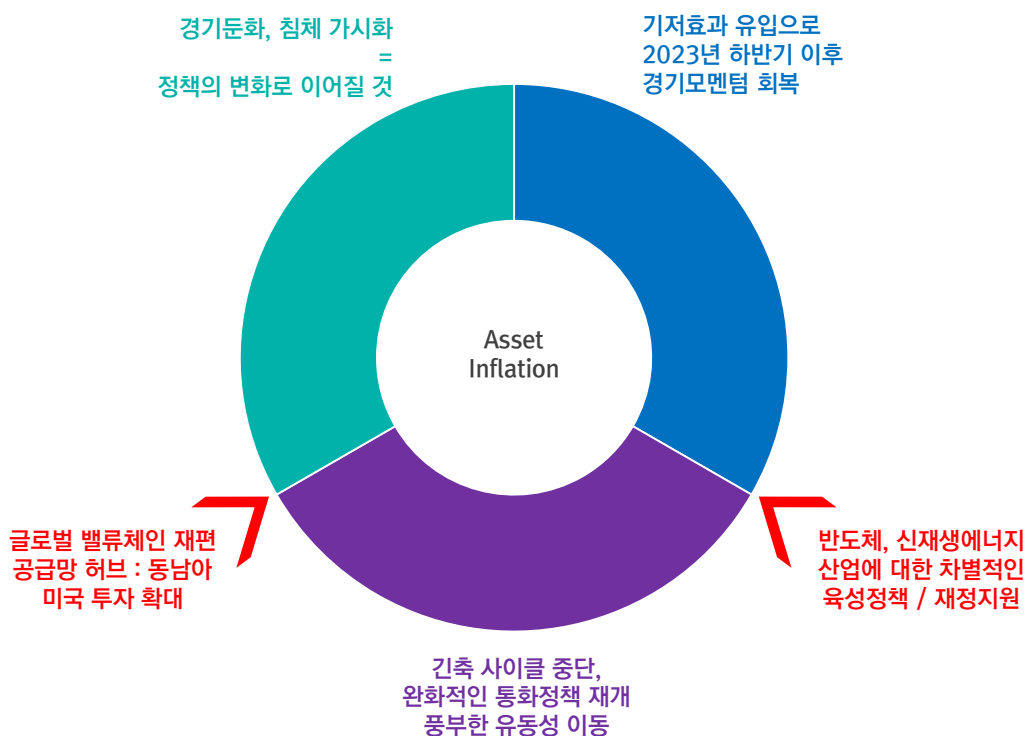 경기둔화, 침체 가시화
=
정책의 변화로 이어질 것
기저효과 유입으로
2023년 하반기 이후
경기모멘텀 회복
Asset
Inflation
글로벌 밸류체인 재편
공급망 허브 : 동남아
미국 투자 확대
반도체, 신재생에너지
산업에 대한 차별적인
육성정책 / 재정지원
긴축 사이클 중단,
완화적인 통화정책 재개
풍부한 유동성 이동